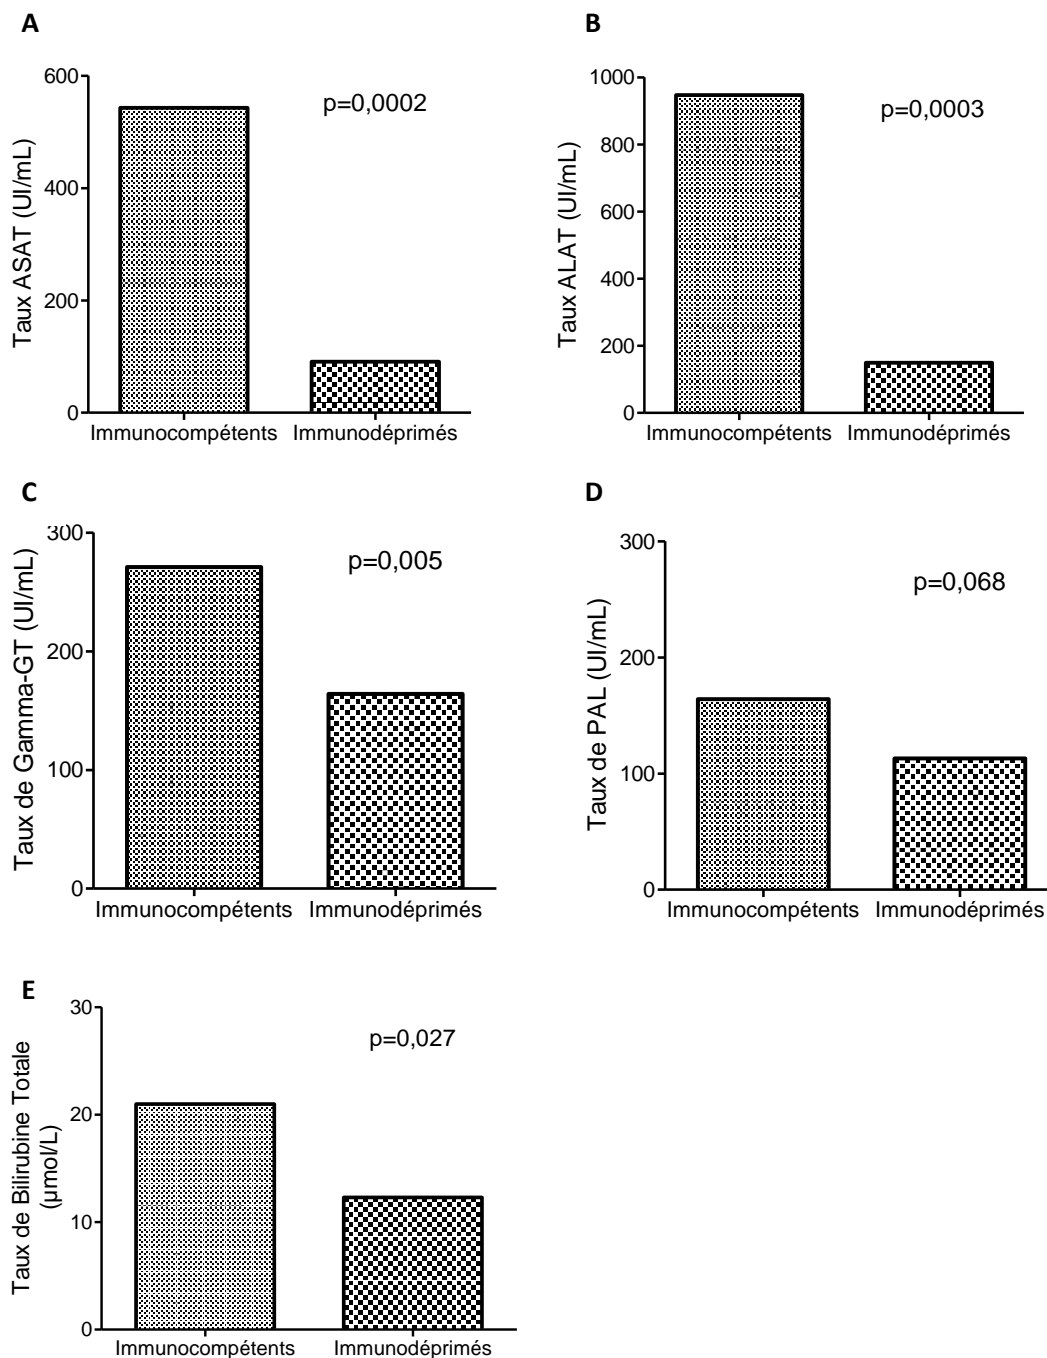 A
Taux ASAT (UI/mL)
600
400
200
0
p=0,0002
Immunocompétents
Immunodéprimés
B
Taux ALAT (UI/mL)
1000
800
600
400
200
0
p=0,0003
Immunocompétents
Immunodéprimés
C
Taux de Gamma-GT (UI/mL)
300
200
100
0
p=0,005
Immunocompétents
Immunodéprimés
D
Taux de PAL (UI/mL)
300
200
100
0
p=0,068
Immunocompétents
Immunodéprimés
E
Taux de Bilirubine Totale
(µmol/L)
30
20
10
0
p=0,027
Immunocompétents
Immunodéprimés